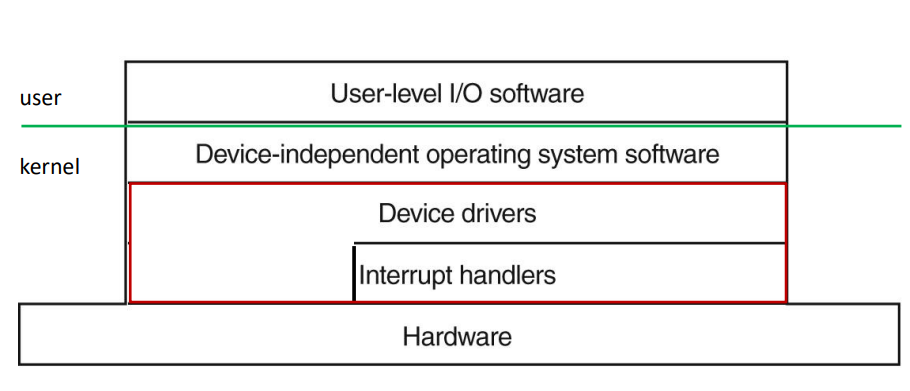 User-level I/O software
user
Device-independent operating system software
kernel
Device drivers
Interrupt handlers
Hardware